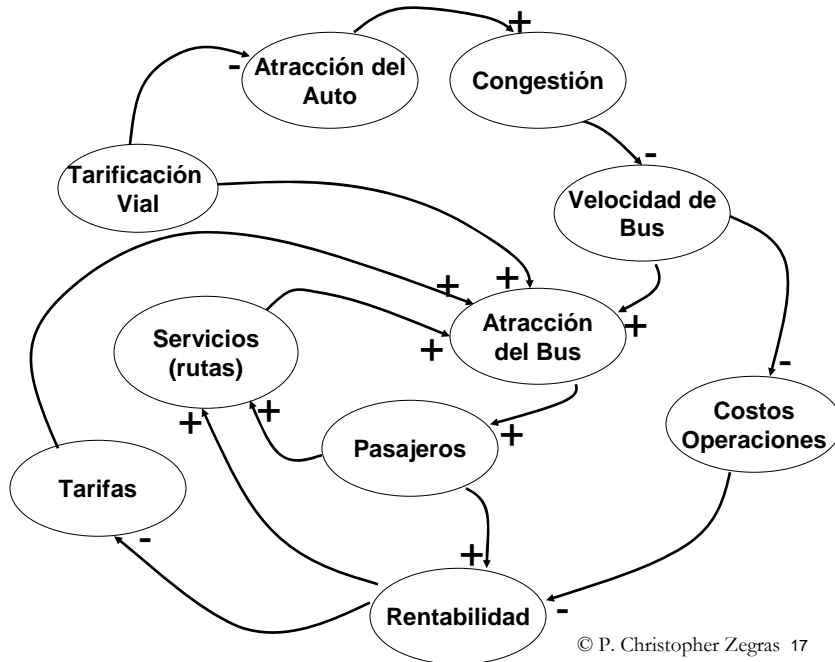 +
-
Atracción del
Auto
Congestión
-
Tarificación
Vial
Velocidad de
Bus
+
+
Servicios
(rutas)
+
Atracción
del Bus
+
-
+
+
Pasajeros
+
Costos
Operaciones
Tarifas
-
+
Rentabilidad
-
© P. Christopher Zegras 17